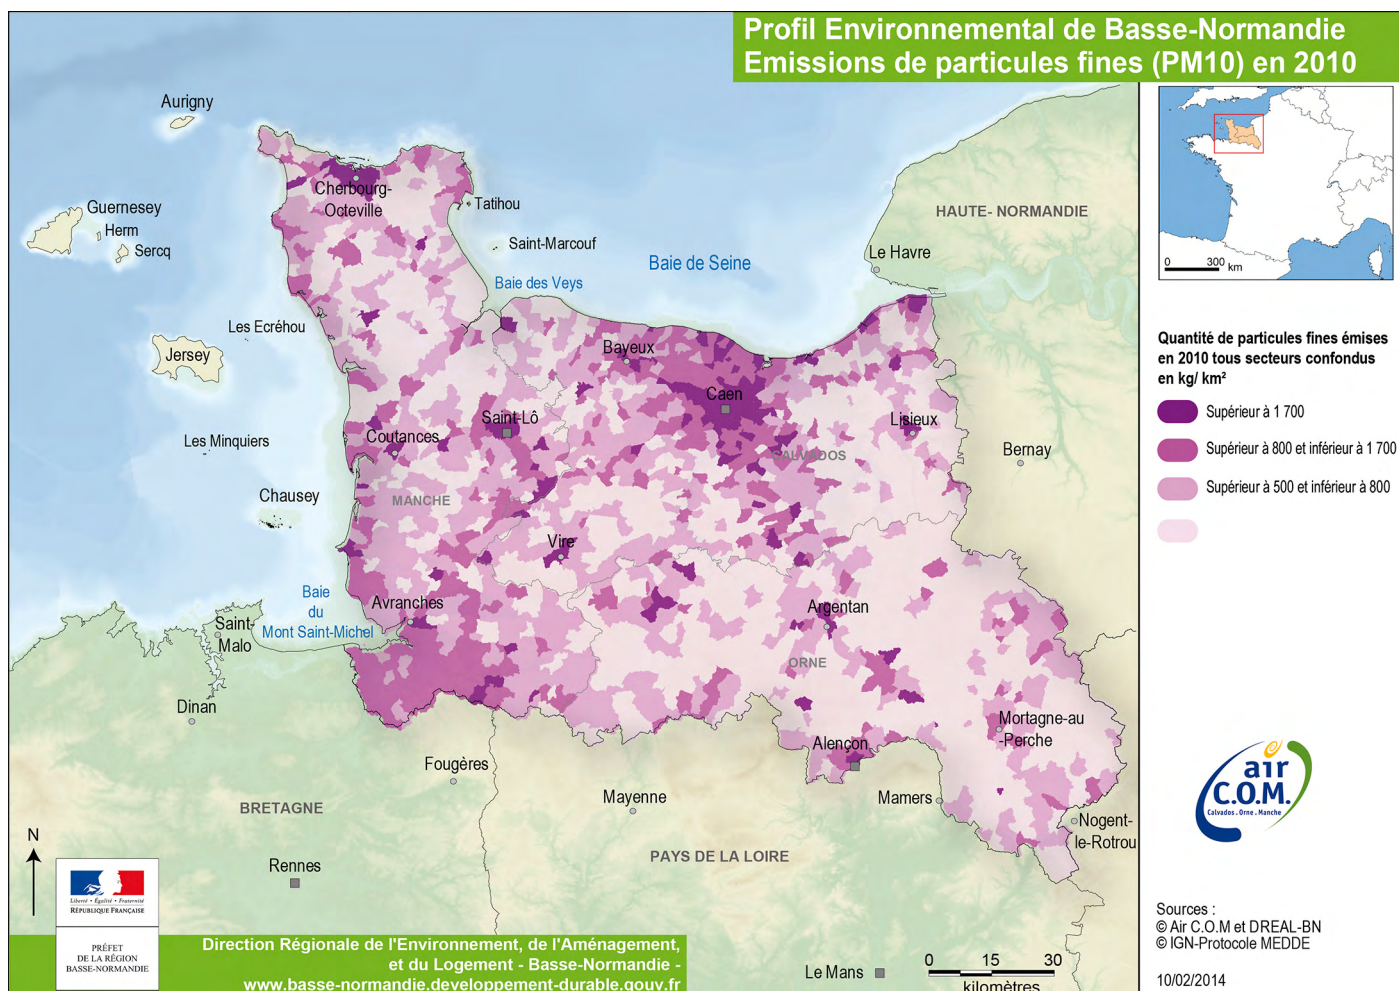 Profil Environnemental de Basse-Normandie
Emissions de particules fines (PM10) en 2010
Aurigny
Guernesey
Herm
Sercq
Cherbourg-
Octeville
Tatihou
Saint-Marcouf
Baie de Seine
Baie des Veys
HAUTE- NORMANDIE
Le Havre
Les Ecréhou
Jersey
Bayeux
Caen
Saint-Lô
Coutances
Lisieux
Les Minquiers
CALVADOS
Bernay
Chausey
MANCHE
Vire
Baie
du
Mont Saint-Michel
Avranches
Argentan
Saint-
Malo
ORNE
Dinan
Mortagne-au
-Perche
Alençon
Fougères
Mayenne
Mamers
BRETAGNE
Nogent-
le-Rotrou
PAYS DE LA LOIRE
Rennes
Le Mans
N
0 300 km
Quantité de particules fines émises
en 2010 tous secteurs confondus
en kg/ km²
Supérieur à 1 700
Supérieur à 800 et inférieur à 1 700
Supérieur à 500 et inférieur à 800
air
C.O.M.
Calvados . Orne . Manche
Sources :
© Air C.O.M et DREAL-BN
© IGN-Protocole MEDDE
10/02/2014
Liberté • Égalité • Fraternité
RÉPUBLIQUE FRANÇAISE
PRÉFET
DE LA RÉGION
BASSE-NORMANDIE
Direction Régionale de l'Environnement, de l'Aménagement,
et du Logement - Basse-Normandie -
www.basse-normandie.developpement-durable.gouv.fr
0 15 30
kilomètres